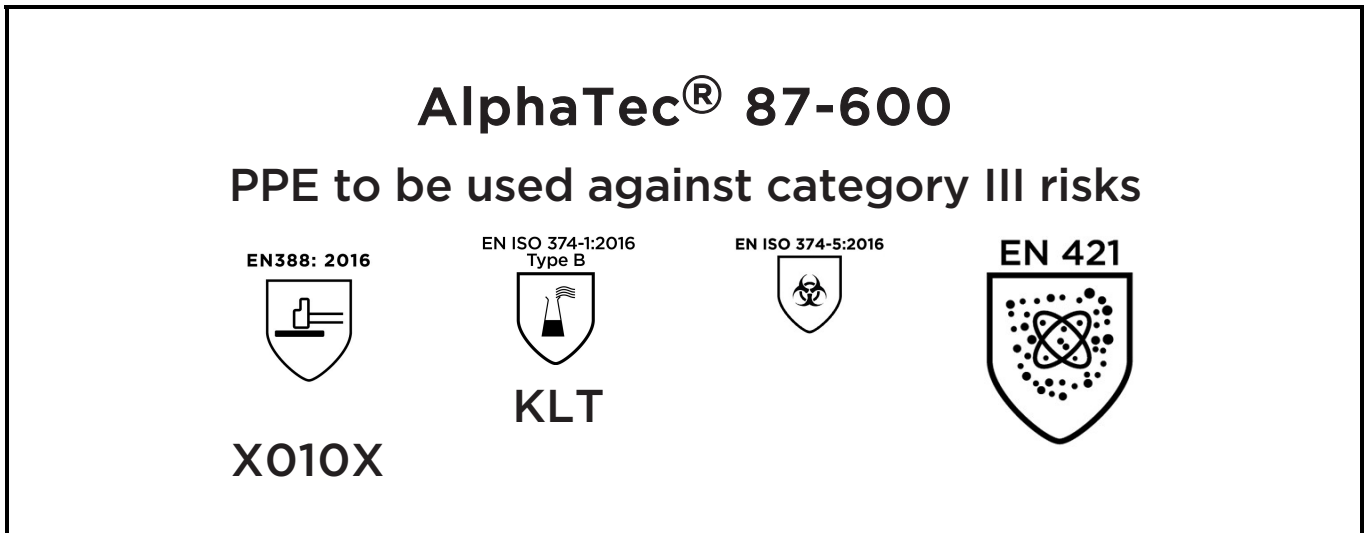 AlphaTec® 87-600
PPE to be used against category III risks
EN388: 2016
X010X
EN ISO 374-1:2016
Type B
KLT
EN ISO 374-5:2016
EN 421